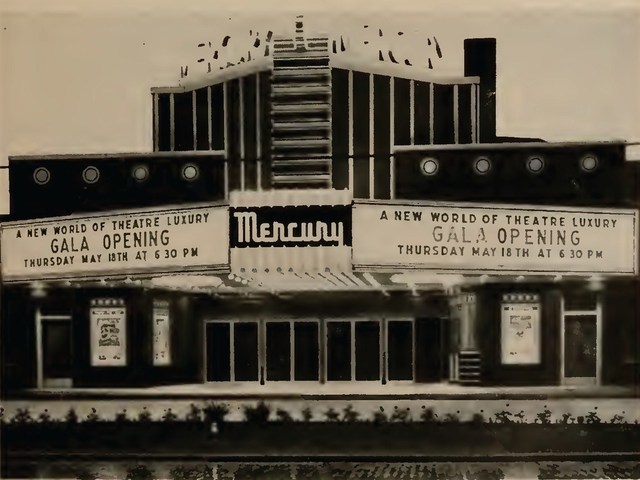 A NEW WORLD OF THEATRE LUXURY
GALA OPENING
THURSDAY MAY 18TH AT 6 30 PM
Mercury
A NEW WORLD OF THEATRE LUXURY
GALA OPENING
THURSDAY MAY 18TH AT 6 30 PM